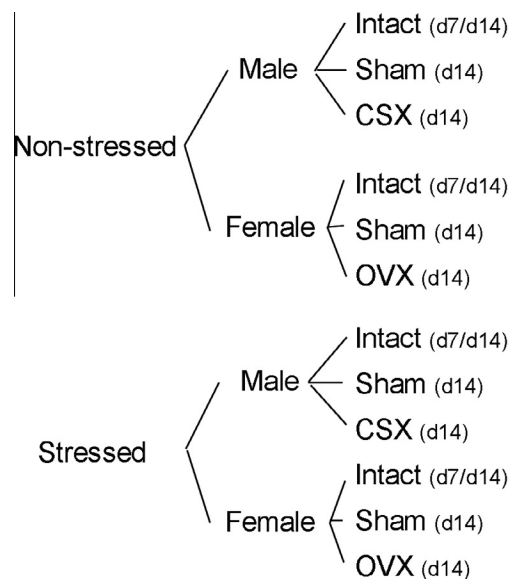 Intact (d7/d14)
Male Sham (d14)
CSX (d14)
Non-stressed
Intact (d7/d14)
Female Sham (d14)
OVX (d14)
Intact (d7/d14)
Male Sham (d14)
CSX (d14)
Stressed
Intact (d7/d14)
Female Sham (d14)
OVX (d14)